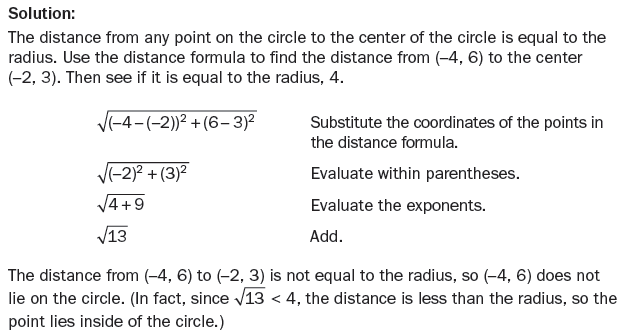 Solution:
The distance from any point on the circle to the center of the circle is equal to the
radius. Use the distance formula to find the distance from (–4, 6) to the center
(–2, 3). Then see if it is equal to the radius, 4.
√(–4 – (–2))² + (6 – 3)² Substitute the coordinates of the points in
the distance formula.
√(–2)² + (3)² Evaluate within parentheses.
√4 + 9 Evaluate the exponents.
√13 Add.
The distance from (–4, 6) to (–2, 3) is not equal to the radius, so (–4, 6) does not
lie on the circle. (In fact, since √13 < 4, the distance is less than the radius, so the
point lies inside of the circle.)